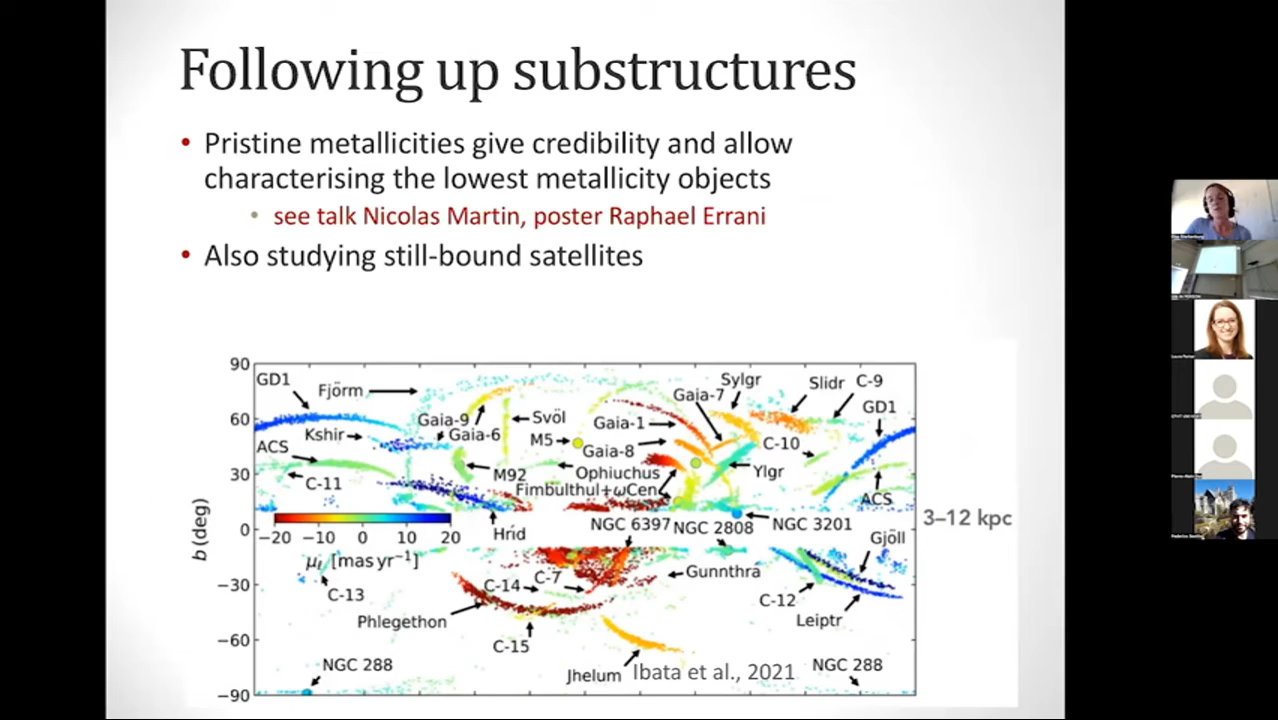 Following up substructures
• Pristine metallicities give credibility and allow
characterising the lowest metallicity objects
• see talk Nicolas Martin, poster Raphael Errani
• Also studying still-bound satellites
90
60
30
0
−30
−60
−90
b (deg)
GD1
Fjörm
Sylgr
Slidr
C-9
Gaia-7
GD1
Gaia-9
Svöl
Gaia-1
Kshir
Gaia-6
M5
Gaia-8
C-10
ACS
M92
Ophiuchus
Ylgr
C-11
Fimbulthul+ωCen
ACS
−20 −10 0 10 20
Hríd
NGC 6397
NGC 2808
NGC 3201
3–12 kpc
Gjöll
[mas yr⁻¹]
C-14
C-7
Gunnthra
C-13
C-12
Phlegethon
Leiptr
C-15
NGC 288
Jhelum
Ibata et al., 2021
NGC 288